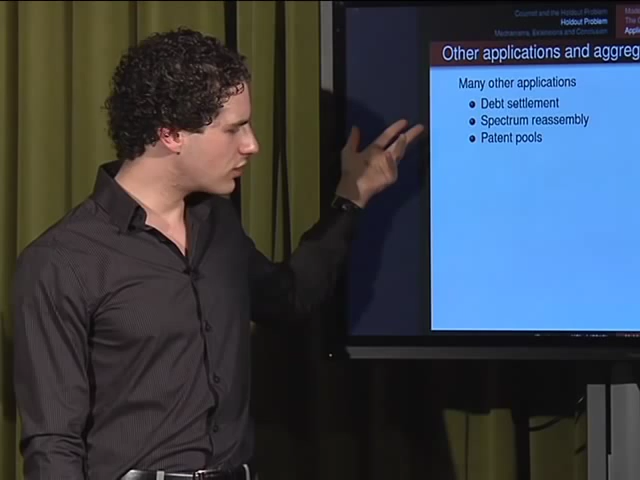 Cournot and the Holdout Problem
Holdout Problem
Mechanisms, Extensions and Conclusion
The
Other applications and aggreg
Many other applications
Debt settlement
Spectrum reassembly
Patent pools